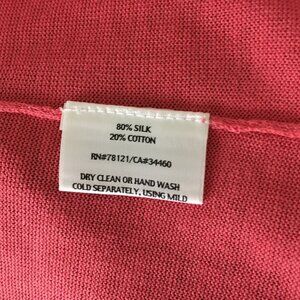 80% SILK
20% COTTON
RN#78121/CA#34460
DRY CLEAN OR HAND WASH
COLD SEPARATELY, USING MILD